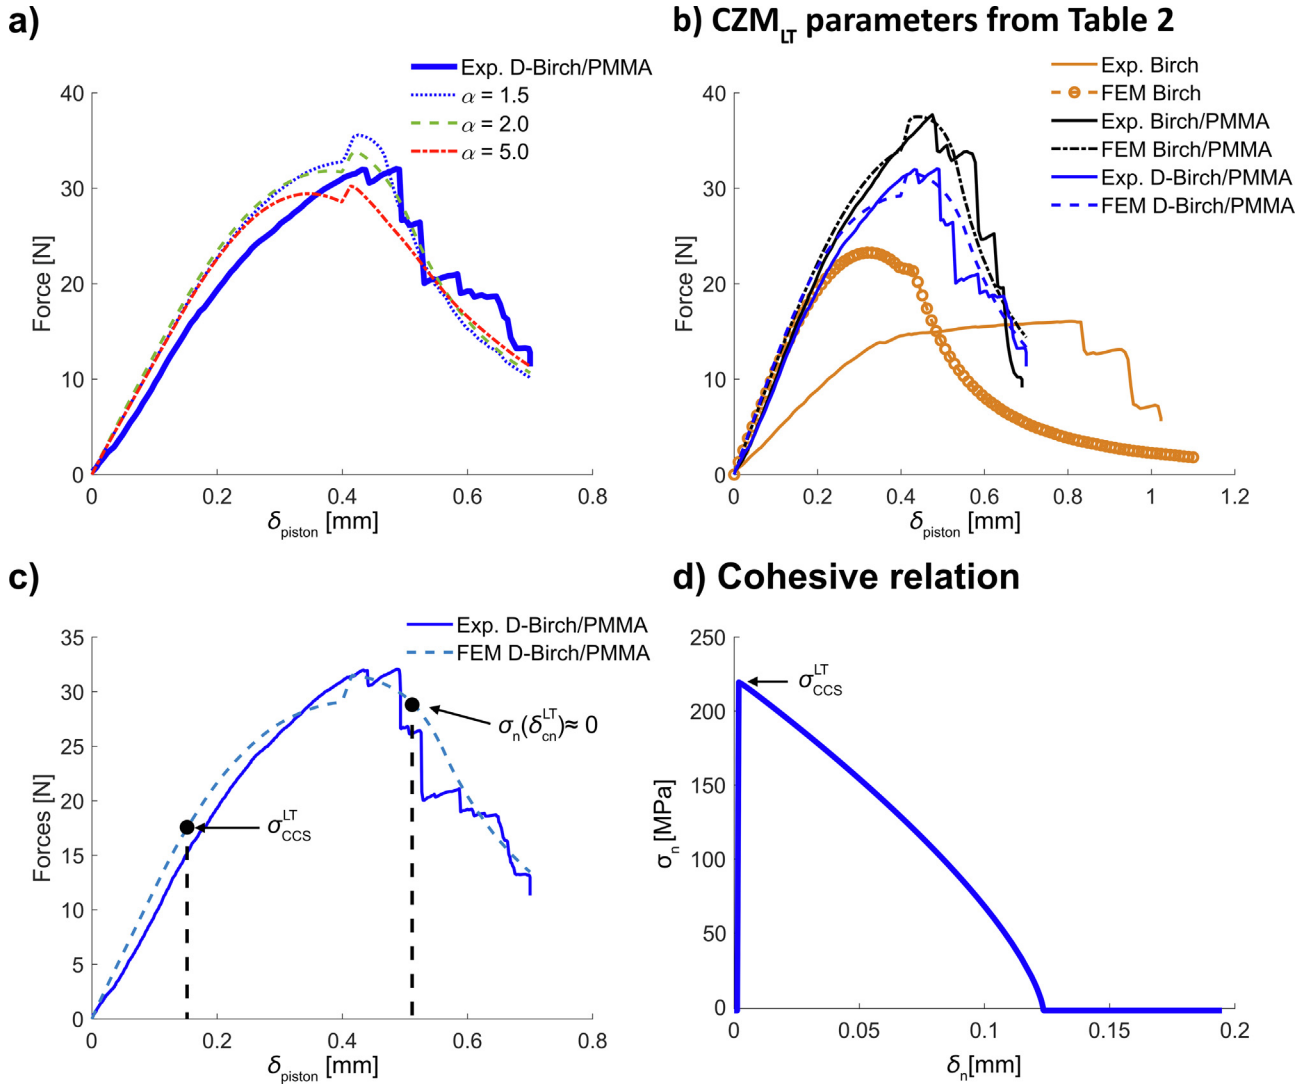 a)
Exp. D-Birch/PMMA
α = 1.5
α = 2.0
α = 5.0
40
30
20
10
0
Force [N]
0 0.2 0.4 0.6 0.8
δpiston [mm]
b) CZMLT parameters from Table 2
Exp. Birch
FEM Birch
Exp. Birch/PMMA
FEM Birch/PMMA
Exp. D-Birch/PMMA
FEM D-Birch/PMMA
40
30
20
10
0
Force [N]
0 0.2 0.4 0.6 0.8 1 1.2
δpiston [mm]
c)
Exp. D-Birch/PMMA
FEM D-Birch/PMMA
35
30
25
20
15
10
5
0
Forces [N]
σn(δcnLT)≈ 0
σCCSLT
0 0.2 0.4 0.6 0.8
δpiston [mm]
d) Cohesive relation
250
200
150
100
50
0
σn [MPa]
σCCSLT
0 0.05 0.1 0.15 0.2
δn[mm]